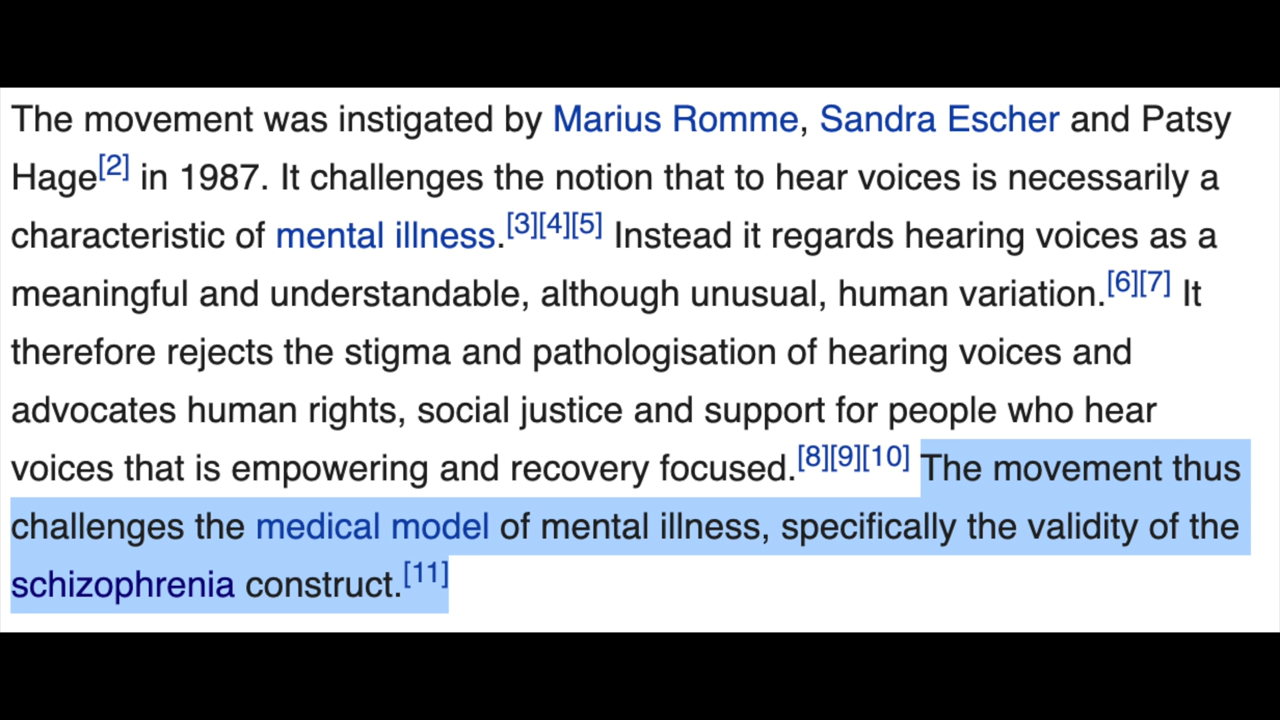 The movement was instigated by Marius Romme, Sandra Escher and Patsy
Hage[2] in 1987. It challenges the notion that to hear voices is necessarily a
characteristic of mental illness.[3][4][5] Instead it regards hearing voices as a
meaningful and understandable, although unusual, human variation.[6][7] It
therefore rejects the stigma and pathologisation of hearing voices and
advocates human rights, social justice and support for people who hear
voices that is empowering and recovery focused.[8][9][10] The movement thus
challenges the medical model of mental illness, specifically the validity of the
schizophrenia construct.[11]